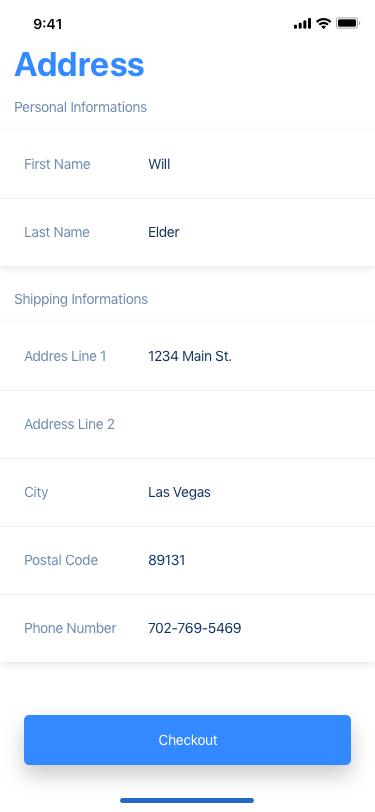 9:41
Address
Personal Informations
First Name Will
Last Name Elder
Shipping Informations
Addres Line 1 1234 Main St.
Address Line 2
City Las Vegas
Postal Code 89131
Phone Number 702-769-5469
Checkout